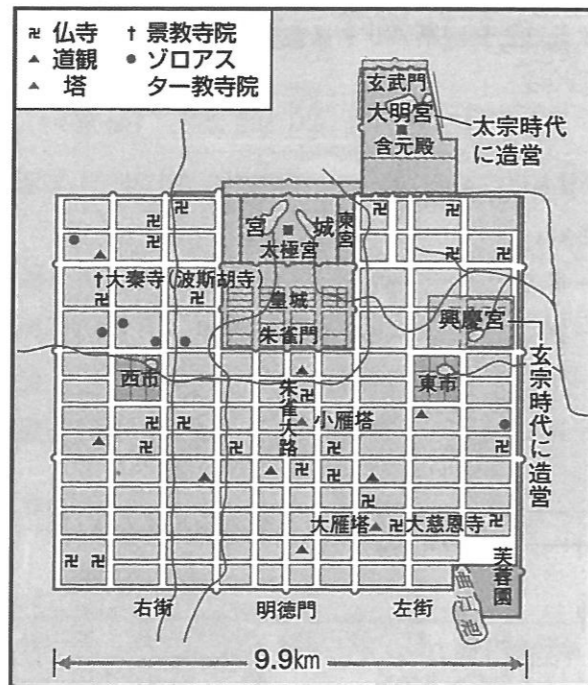 卍 仏寺
▲ 道観
▲ 塔
† 景教寺院
● ゾロアス
ター教寺院
玄武門
大明宮
含元殿
太宗時代
に造営
宮城
東宮
太極宮
†大秦寺(波斯胡寺)
皇城
朱雀門
興慶宮
玄宗時代に造営
西市
東市
朱雀大路
小雁塔
大雁塔
大慈恩寺
芙蓉園
右街
明徳門
左街
9.9km